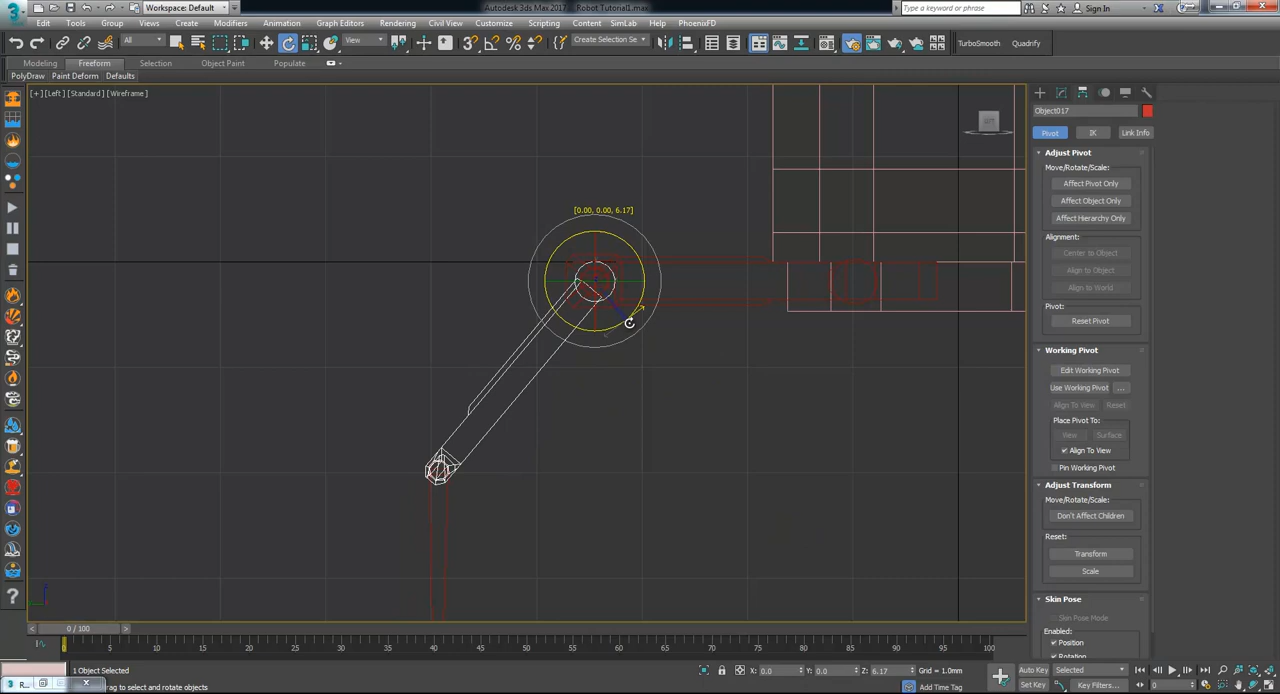 Autodesk 3ds Max 2017   Robot Tutorial1.max
Workspace: Default
Type a keyword or phrase
Sign In
Edit Tools Group Views Create Modifiers Animation Graph Editors Rendering Civil View Customize Scripting Content SimLab Help PhoenixFD
All
View
Create Selection Se
TurboSmooth Quadrify
Modeling Freeform Selection Object Paint Populate
PolyDraw Paint Deform Defaults
[+] [Left] [Standard] [Wireframe]
[0.00, 0.00, 6.17]
Object017
Pivot IK Link Info
Adjust Pivot
Move/Rotate/Scale:
Affect Pivot Only
Affect Object Only
Affect Hierarchy Only
Alignment:
Center to Object
Align to Object
Align to World
Pivot:
Reset Pivot
Working Pivot
Edit Working Pivot
Use Working Pivot ...
Align To View Reset
Place Pivot To:
View Surface
Align To View
Pin Working Pivot
Adjust Transform
Move/Rotate/Scale:
Don't Affect Children
Reset:
Transform
Scale
Skin Pose
Skin Pose Mode
Enabled:
Position
Rotation
0 / 100
5 10 15 20 25 30 35 40 45 50 55 60 65 70 75 80 85 90 95 100
1 Object Selected
X: 0.0 Y: 0.0 Z: 6.17 Grid = 1.0mm
Auto Key Selected
drag to select and rotate objects
Add Time Tag
Set Key Key Filters... 0
3 R...